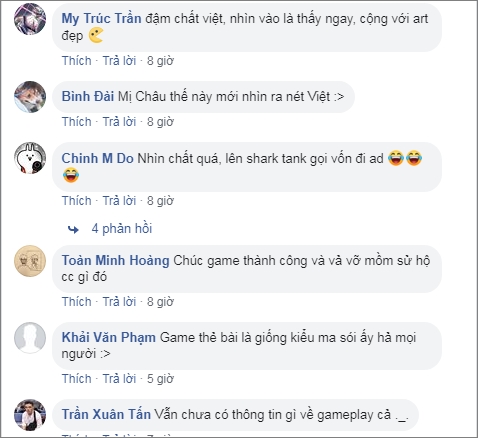 My Trúc Trần đậm chất việt, nhìn vào là thấy ngay, cộng với art
đẹp
Thích · Trả lời · 8 giờ
Bình Đài Mị Châu thế này mới nhìn ra nét Việt :>
Thích · Trả lời · 8 giờ
Chinh M Do Nhìn chất quá, lên shark tank gọi vốn đi ad 😂😂
😂
Thích · Trả lời · 8 giờ
4 phản hồi
Toàn Minh Hoàng Chúc game thành công và vả vỡ mồm sử hộ
cc gì đó
Thích · Trả lời · 8 giờ
Khải Văn Phạm Game thẻ bài là giống kiểu ma sói ấy hả mọi
người :>
Thích · Trả lời · 5 giờ
Trần Xuân Tấn Vẫn chưa có thông tin gì về gameplay cả ._.